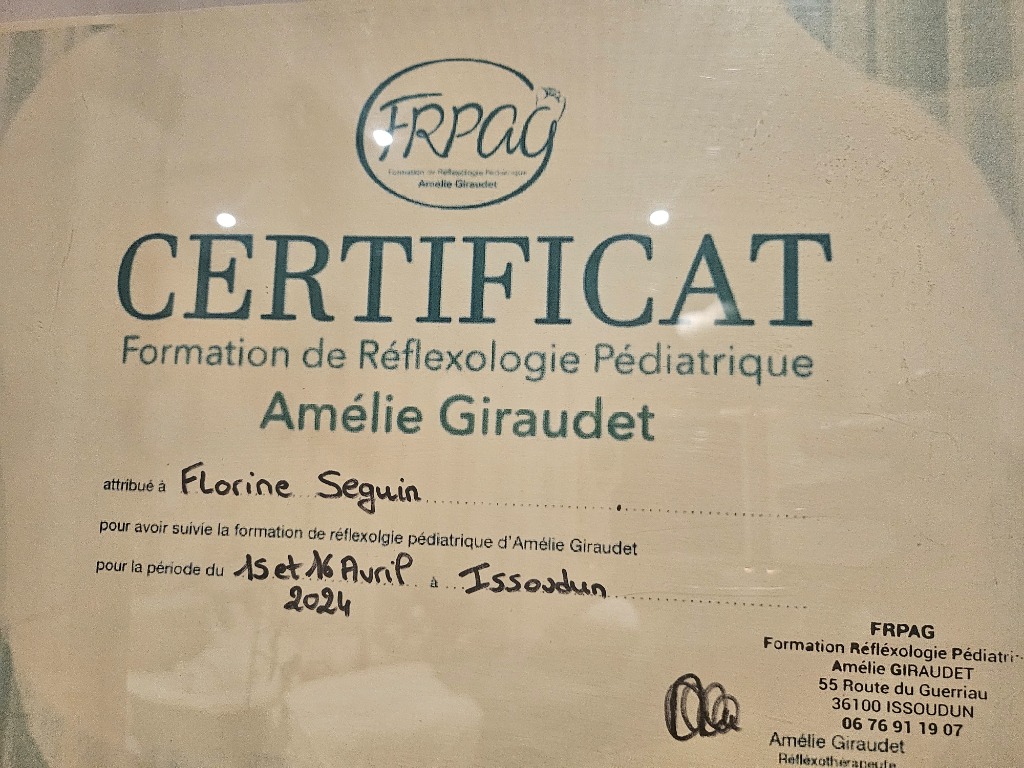 FRPAG
Formation de Réflexologie Pédiatrique
Amélie Giraudet
CERTIFICAT
Formation de Réflexologie Pédiatrique
Amélie Giraudet
attribué à Florine Seguin
pour avoir suivie la formation de réflexolgie pédiatrique d'Amélie Giraudet
pour la période du 15 et 16 Avril à Issoudun
2024
FRPAG
Formation Réfléxologie Pédiatri
Amélie GIRAUDET
55 Route du Guerriau
36100 ISSOUDUN
06 76 91 19 07
Amélie Giraudet
Réfléxothérapeute